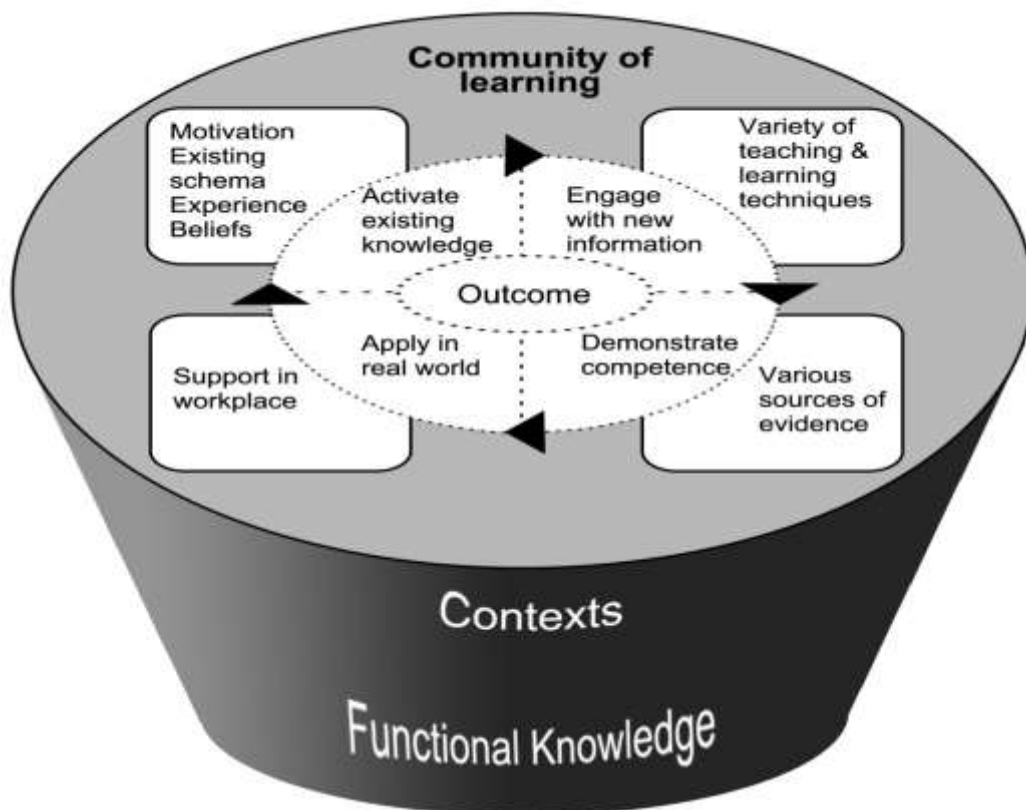 Community of
learning
Motivation
Existing
schema
Experience
Beliefs
Variety of
teaching &
learning
techniques
Activate
existing
knowledge
Engage
with new
information
Outcome
Apply in
real world
Demonstrate
competence
Support in
workplace
Various
sources of
evidence
Contexts
Functional Knowledge